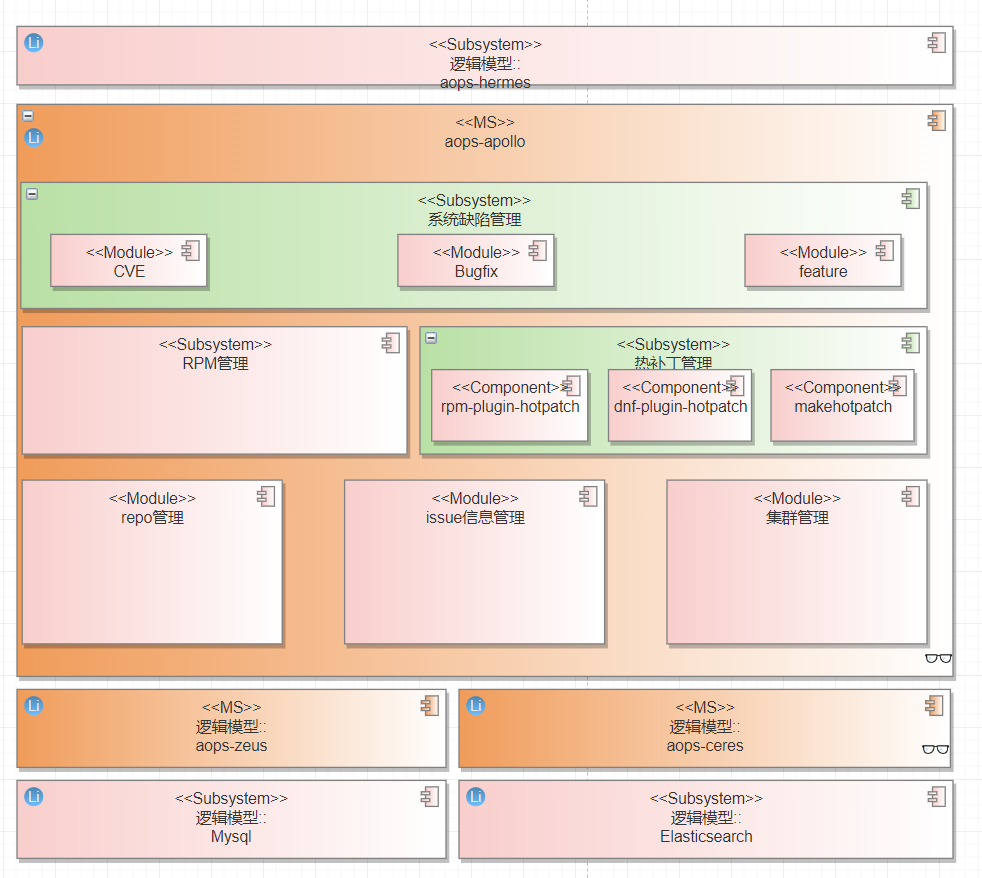 Li
<<Subsystem>>
逻辑模型::
aops-hermes
Li
<<MS>>
aops-apollo
<<Subsystem>>
系统缺陷管理
<<Module>>
CVE
<<Module>>
Bugfix
<<Module>>
feature
<<Subsystem>>
RPM管理
<<Subsystem>>
热补丁管理
<<Component>>
rpm-plugin-hotpatch
<<Component>>
dnf-plugin-hotpatch
<<Component>>
makehotpatch
<<Module>>
repo管理
<<Module>>
issue信息管理
<<Module>>
集群管理
Li
<<MS>>
逻辑模型::
aops-zeus
Li
<<MS>>
逻辑模型::
aops-ceres
Li
<<Subsystem>>
逻辑模型::
Mysql
Li
<<Subsystem>>
逻辑模型::
Elasticsearch